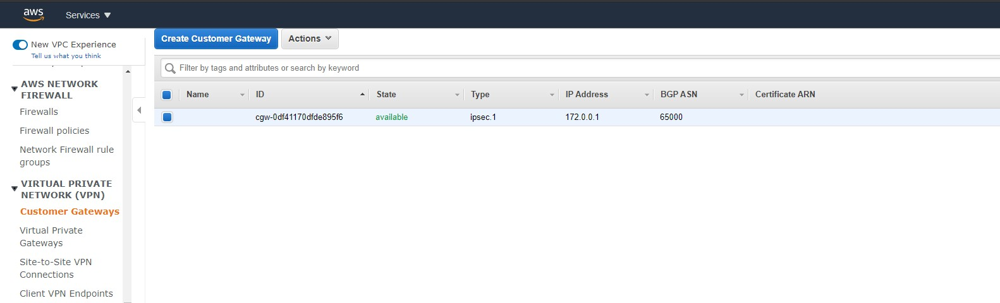 aws
Services
New VPC Experience
Tell us what you think
AWS NETWORK
FIREWALL
Firewalls
Firewall policies
Network Firewall rule
groups
VIRTUAL PRIVATE
NETWORK (VPN)
Customer Gateways
Virtual Private
Gateways
Site-to-Site VPN
Connections
Client VPN Endpoints
Create Customer Gateway Actions
Filter by tags and attributes or search by keyword
Name ID State Type IP Address BGP ASN Certificate ARN
cgw-0df41170dfde895f6 available ipsec.1 172.0.0.1 65000